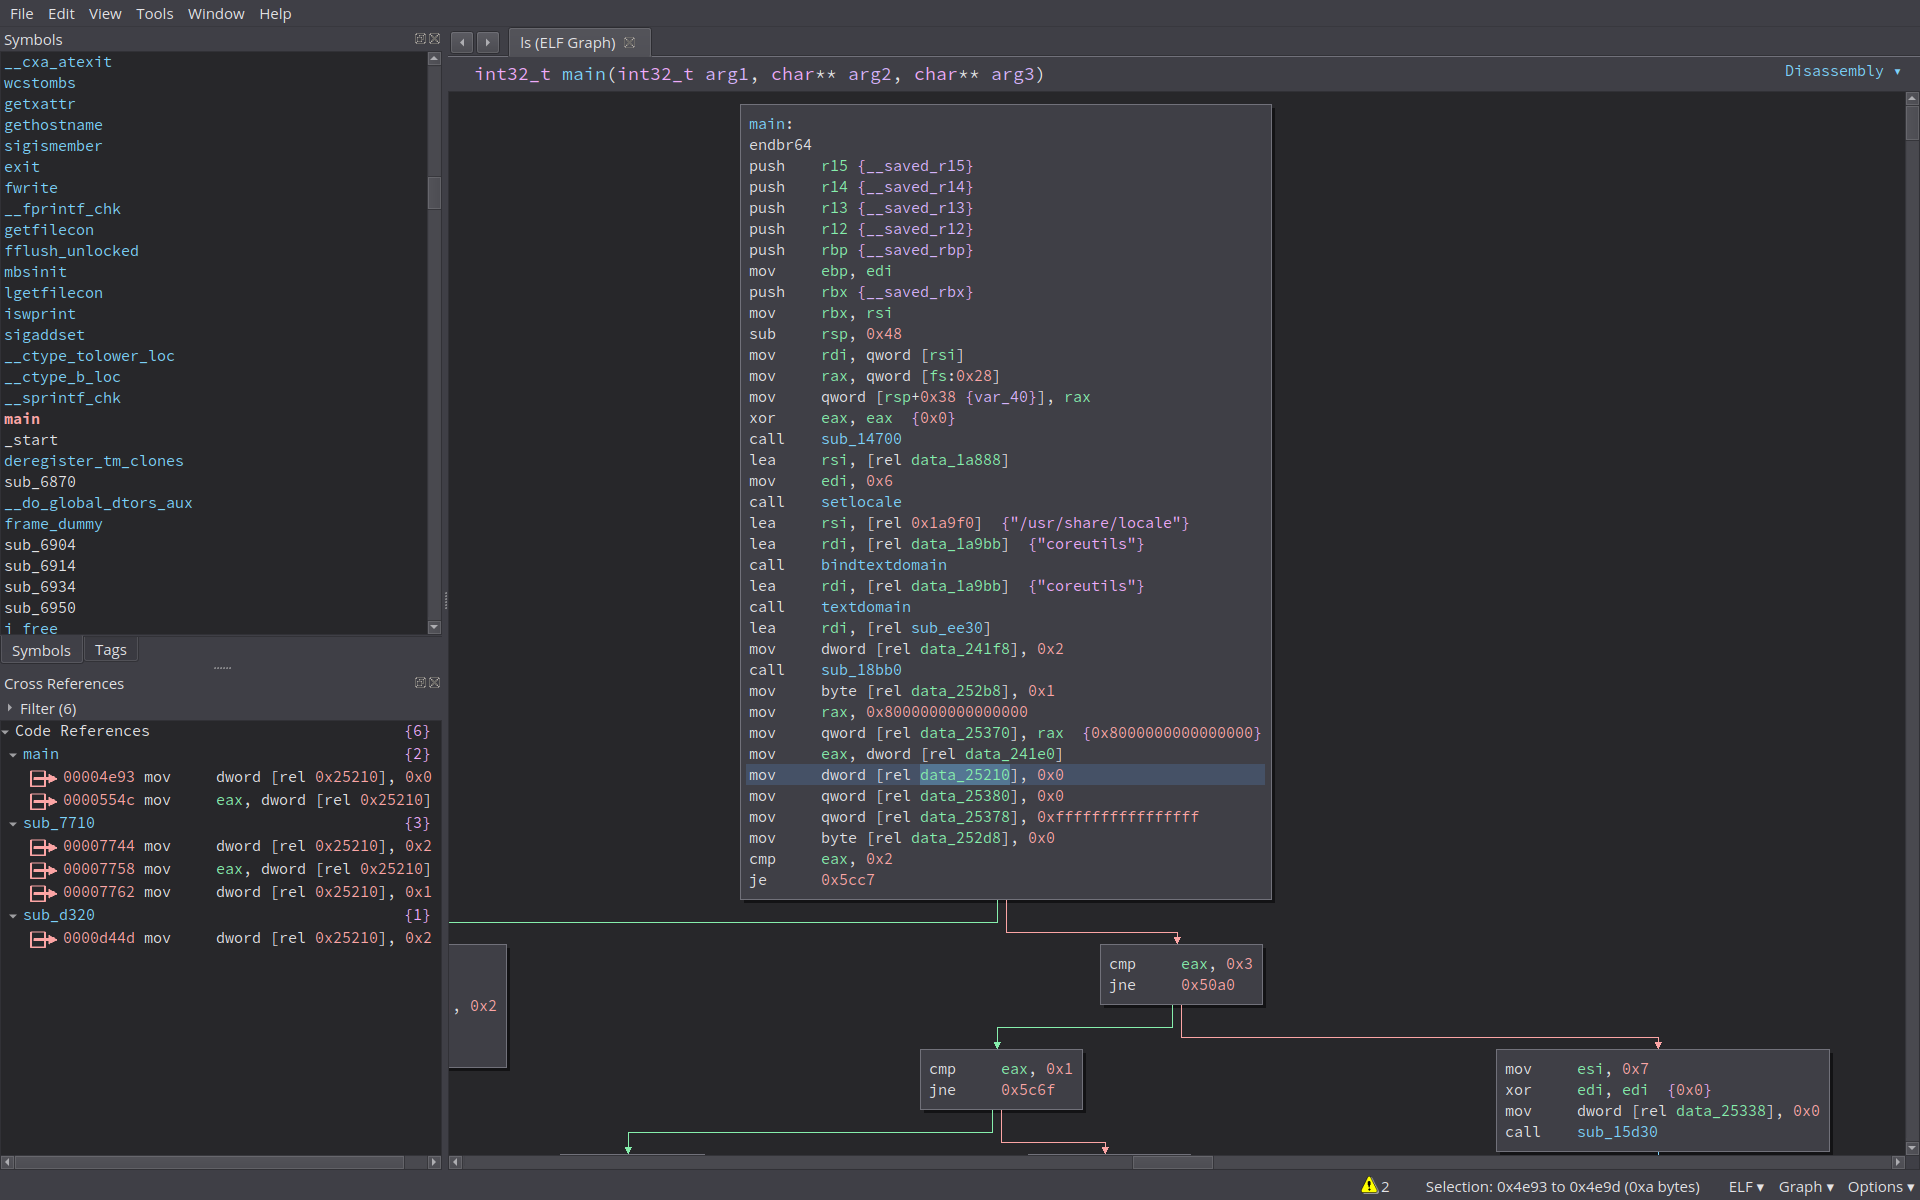 File Edit View Tools Window Help
Symbols
__cxa_atexit
wcstombs
getxattr
gethostname
sigismember
exit
fwrite
__fprintf_chk
getfilecon
fflush_unlocked
mbsinit
lgetfilecon
iswprint
sigaddset
__ctype_tolower_loc
__ctype_b_loc
__sprintf_chk
main
_start
deregister_tm_clones
sub_6870
__do_global_dtors_aux
frame_dummy
sub_6904
sub_6914
sub_6934
sub_6950
j_free
Symbols Tags
Cross References
Filter (6)
Code References {6}
main {2}
00004e93 mov dword [rel 0x25210], 0x0
0000554c mov eax, dword [rel 0x25210]
sub_7710 {3}
00007744 mov dword [rel 0x25210], 0x2
00007758 mov eax, dword [rel 0x25210]
00007762 mov dword [rel 0x25210], 0x1
sub_d320 {1}
0000d44d mov dword [rel 0x25210], 0x2
ls (ELF Graph)
int32_t main(int32_t arg1, char** arg2, char** arg3)
Disassembly
main:
endbr64
push r15 {__saved_r15}
push r14 {__saved_r14}
push r13 {__saved_r13}
push r12 {__saved_r12}
push rbp {__saved_rbp}
mov ebp, edi
push rbx {__saved_rbx}
mov rbx, rsi
sub rsp, 0x48
mov rdi, qword [rsi]
mov rax, qword [fs:0x28]
mov qword [rsp+0x38 {var_40}], rax
xor eax, eax {0x0}
call sub_14700
lea rsi, [rel data_1a888]
mov edi, 0x6
call setlocale
lea rsi, [rel 0x1a9f0] {"/usr/share/locale"}
lea rdi, [rel data_1a9bb] {"coreutils"}
call bindtextdomain
lea rdi, [rel data_1a9bb] {"coreutils"}
call textdomain
lea rdi, [rel sub_ee30]
mov dword [rel data_241f8], 0x2
call sub_18bb0
mov byte [rel data_252b8], 0x1
mov rax, 0x8000000000000000
mov qword [rel data_25370], rax {0x8000000000000000}
mov eax, dword [rel data_241e0]
mov dword [rel data_25210], 0x0
mov qword [rel data_25380], 0x0
mov qword [rel data_25378], 0xffffffffffffffff
mov byte [rel data_252d8], 0x0
cmp eax, 0x2
je 0x5cc7
, 0x2
cmp eax, 0x3
jne 0x50a0
cmp eax, 0x1
jne 0x5c6f
mov esi, 0x7
xor edi, edi {0x0}
mov dword [rel data_25338], 0x0
call sub_15d30
2
Selection: 0x4e93 to 0x4e9d (0xa bytes)
ELF
Graph
Options